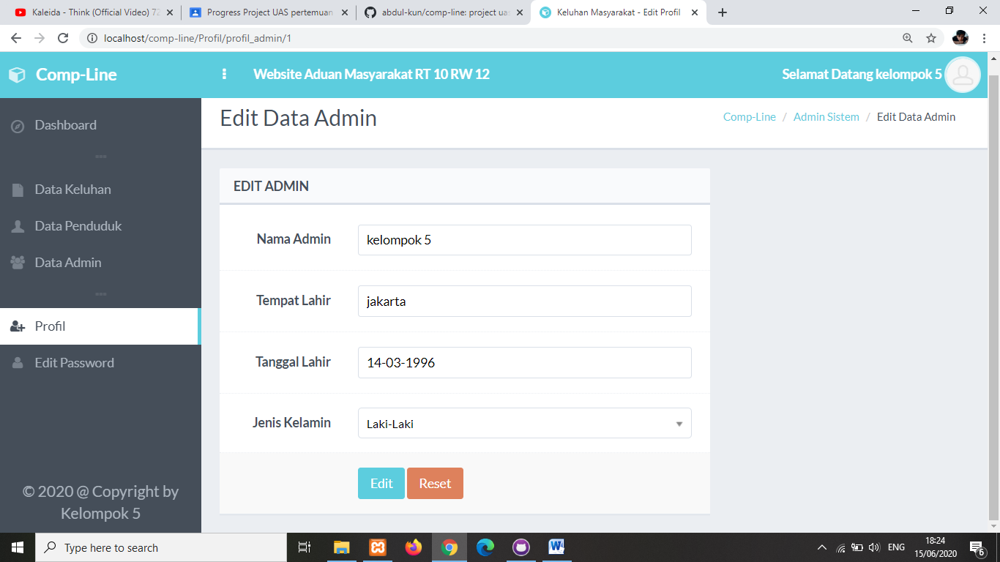 Kaleida - Think (Official Video) 72
Progress Project UAS pertemuan
abdul-kun/comp-line: project uas
Keluhan Masyarakat - Edit Profil
localhost/comp-line/Profil/profil_admin/1
Comp-Line
Website Aduan Masyarakat RT 10 RW 12
Selamat Datang kelompok 5
Dashboard
Data Keluhan
Data Penduduk
Data Admin
Profil
Edit Password
© 2020 @ Copyright by
Kelompok 5
Edit Data Admin
Comp-Line / Admin Sistem / Edit Data Admin
EDIT ADMIN
Nama Admin
kelompok 5
Tempat Lahir
jakarta
Tanggal Lahir
14-03-1996
Jenis Kelamin
Laki-Laki
Edit
Reset
Type here to search
ENG
18:24
15/06/2020
6